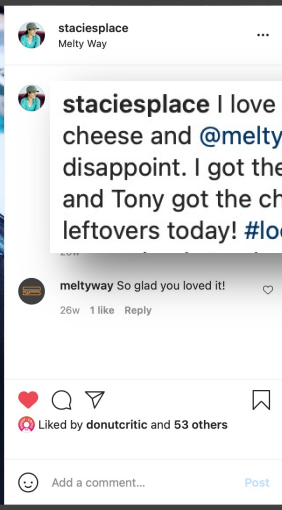 staciesplace
Melty Way
staciesplace I love
cheese and @melty
disappoint. I got the
and Tony got the ch
leftovers today! #lo
meltyway So glad you loved it!
26w 1 like Reply
Liked by donutcritic and 53 others
Add a comment... Post